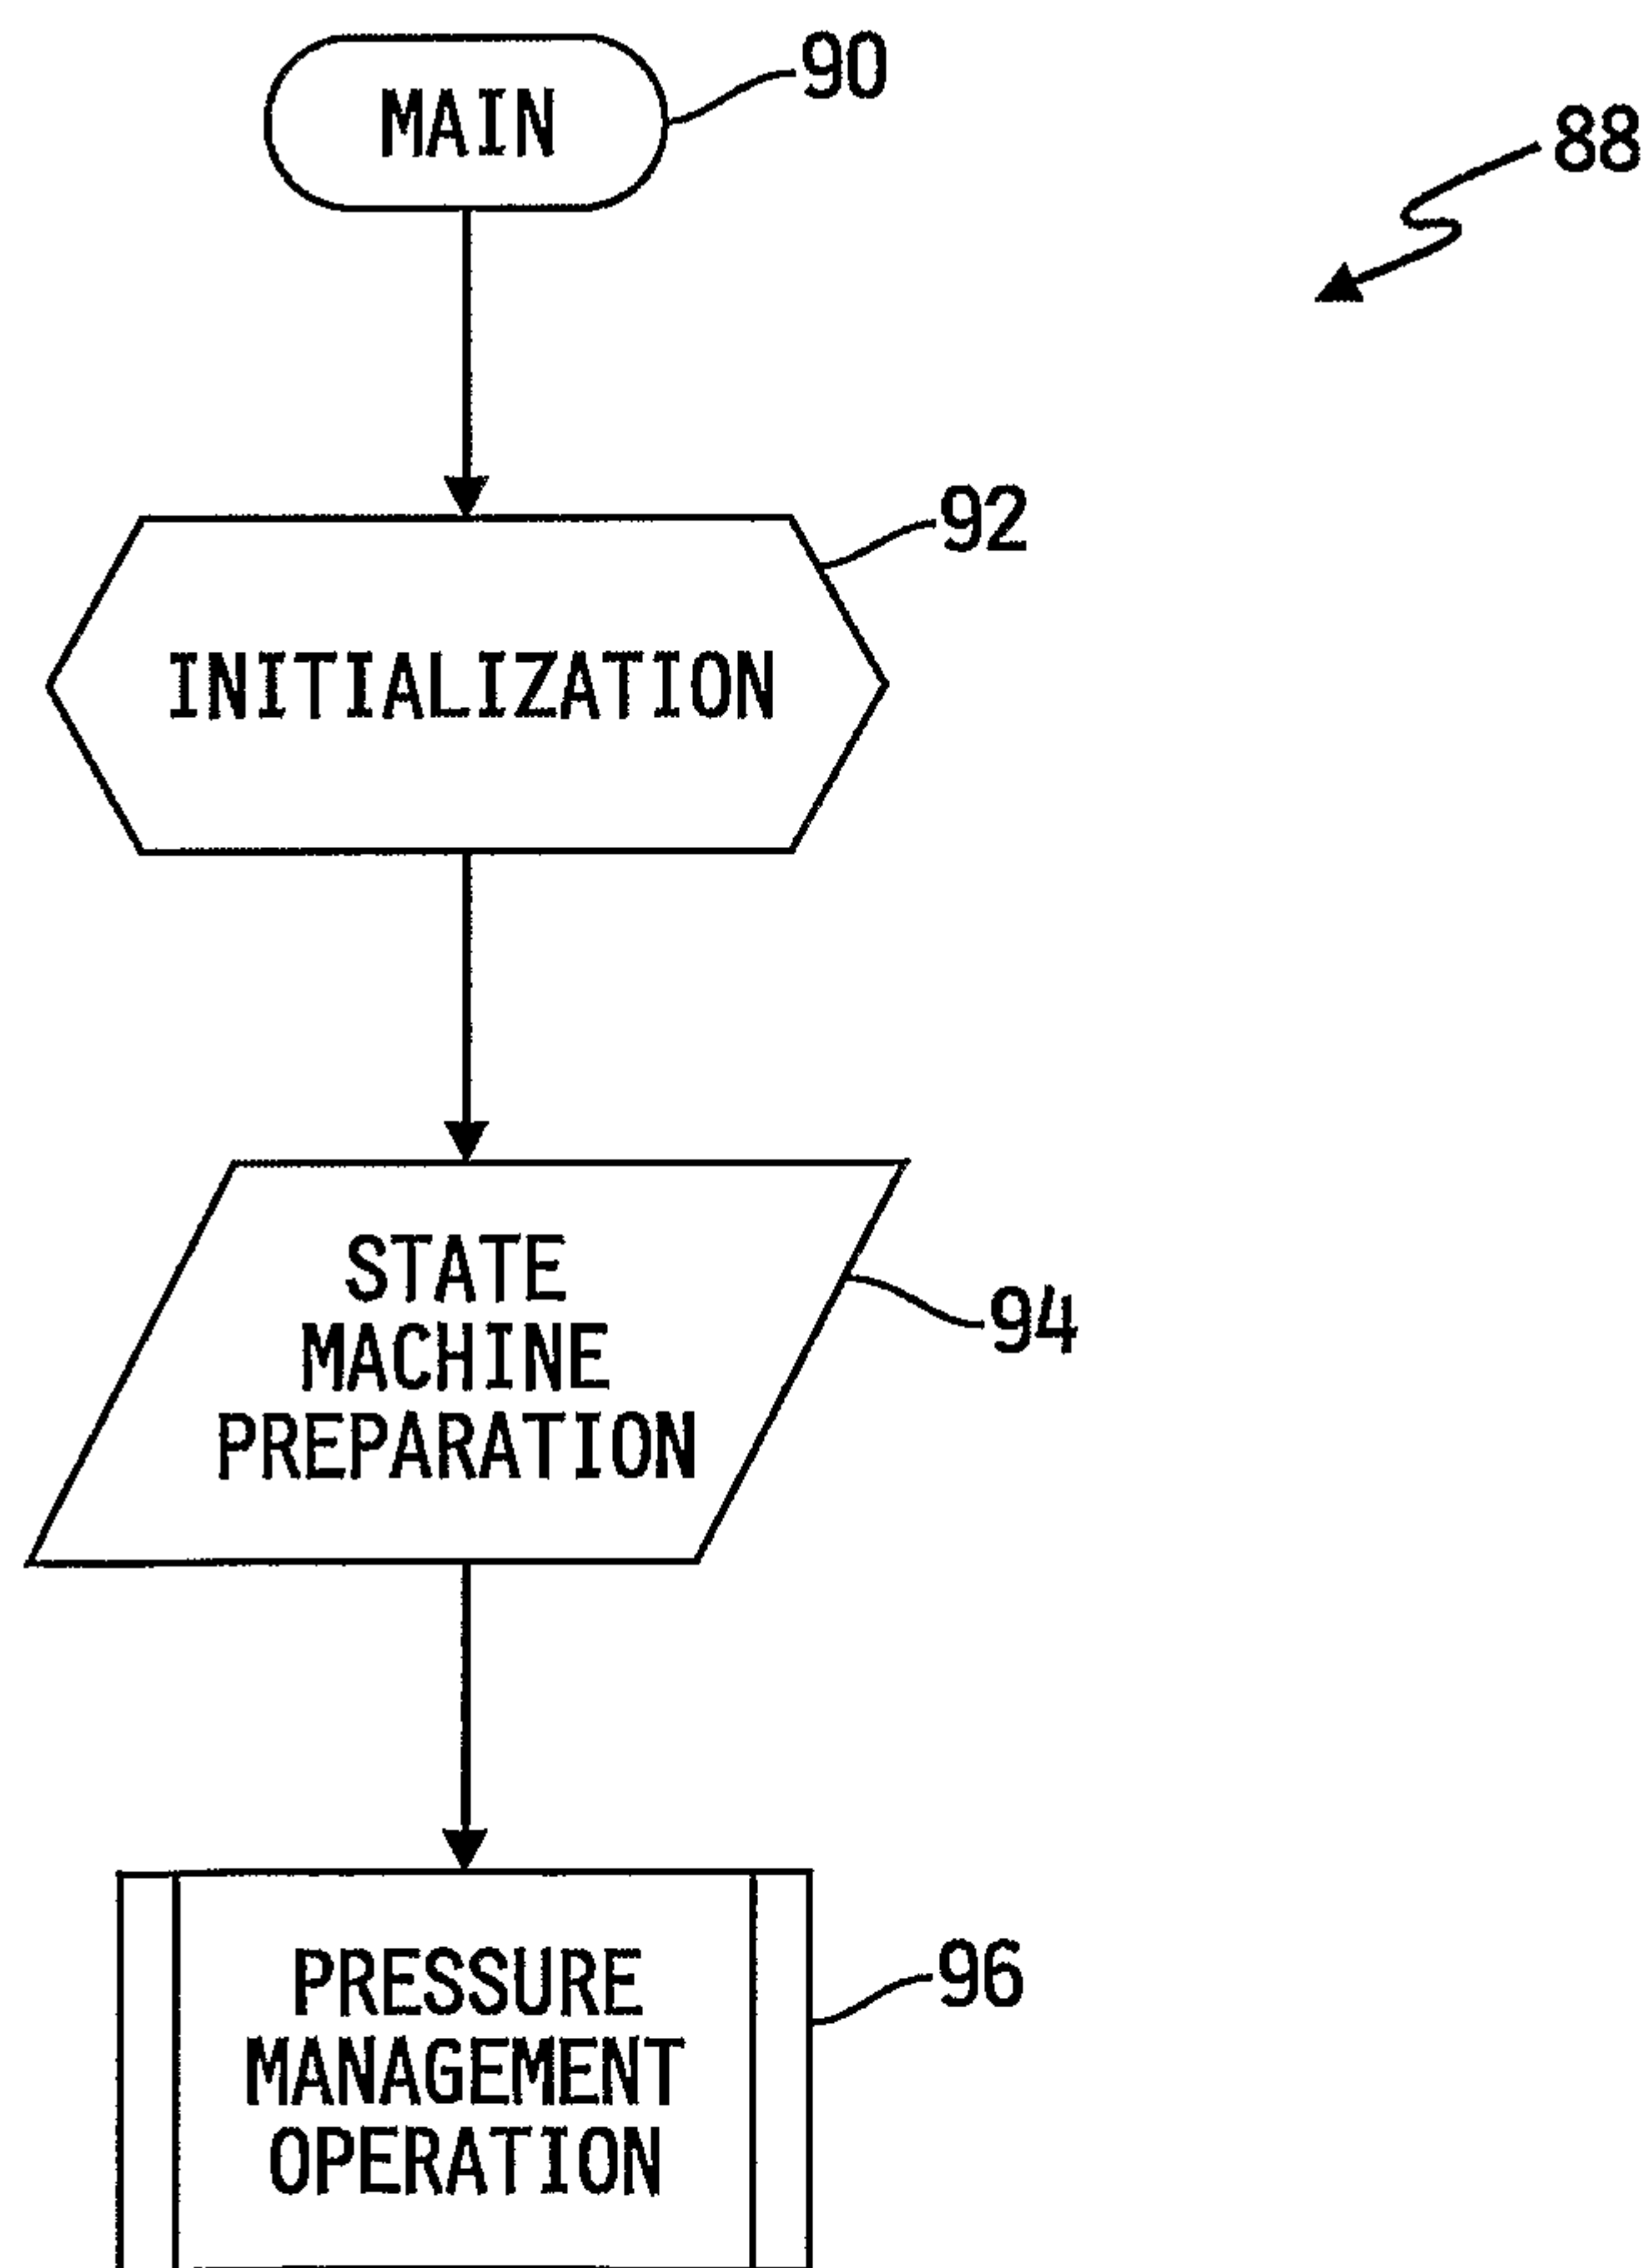 MAIN
90
88
92
INITIALIZATION
STATE
MACHINE
PREPARATION
94
PRESSURE
MANAGEMENT
OPERATION
96